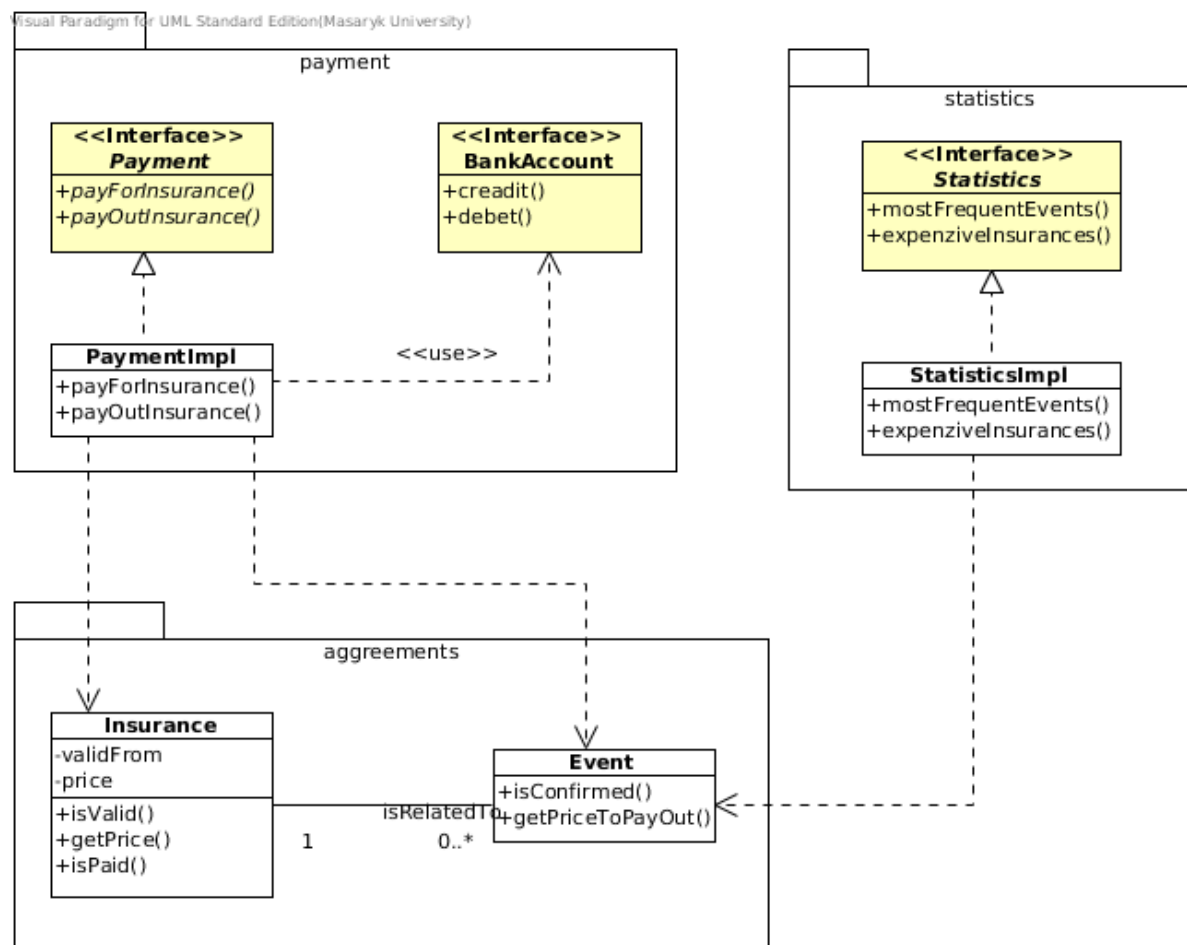 Visual Paradigm for UML Standard Edition(Masaryk University)
payment
<<Interface>>
Payment
+payForInsurance()
+payOutInsurance()
<<Interface>>
BankAccount
+creadit()
+debet()
PaymentImpl
+payForInsurance()
+payOutInsurance()
<<use>>
statistics
<<Interface>>
Statistics
+mostFrequentEvents()
+expenziveInsurances()
StatisticsImpl
+mostFrequentEvents()
+expenziveInsurances()
aggreements
Insurance
-validFrom
-price
+isValid()
+getPrice()
+isPaid()
isRelatedTo
1
0..*
Event
+isConfirmed()
+getPriceToPayOut()